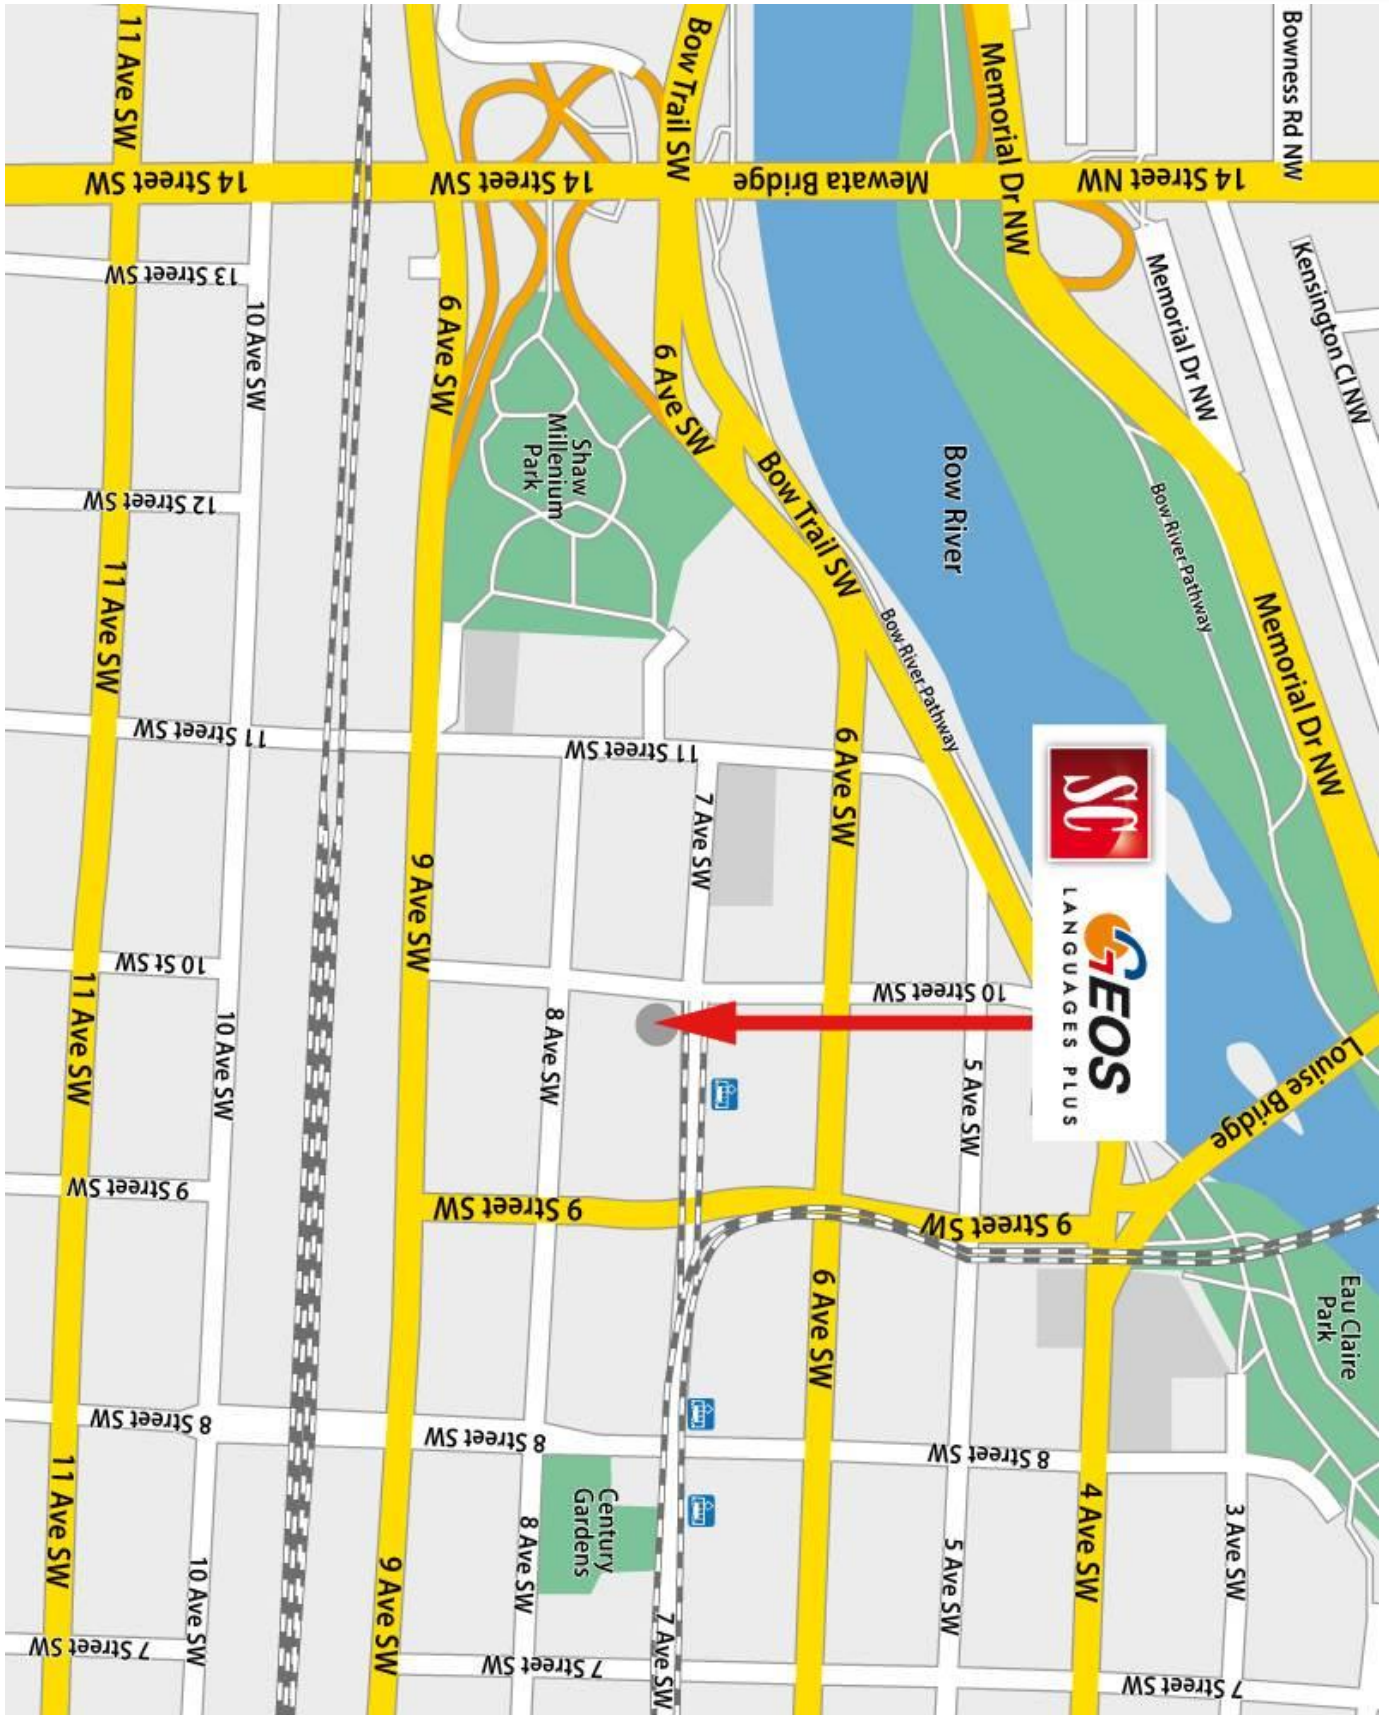 11 Ave SW
Bow Trail SW
Memorial Dr NW
Bowness Rd NW
14 Street SW
14 Street SW
Mewata Bridge
14 Street NW
13 Street SW
10 Ave SW
6 Ave SW
6 Ave SW
Memorial Dr NW
Memorial Dr NW
Kensington Cl NW
Shaw
Millenium
Park
Bow Trail SW
Bow River
Bow River Pathway
12 Street SW
11 Ave SW
Bow River Pathway
Memorial Dr NW
11 Street SW
11 Street SW
6 Ave SW
7 Ave SW
9 Ave SW
SC
GEOS
LANGUAGES PLUS
10 St SW
10 Street SW
11 Ave SW
10 Ave SW
8 Ave SW
5 Ave SW
Louise Bridge
9 Street SW
9 Street SW
9 Street SW
6 Ave SW
Eau Claire
Park
8 Street SW
8 Street SW
8 Street SW
11 Ave SW
10 Ave SW
9 Ave SW
8 Ave SW
Century
Gardens
7 Ave SW
5 Ave SW
4 Ave SW
3 Ave SW
7 Street SW
7 Street SW
7 Street SW